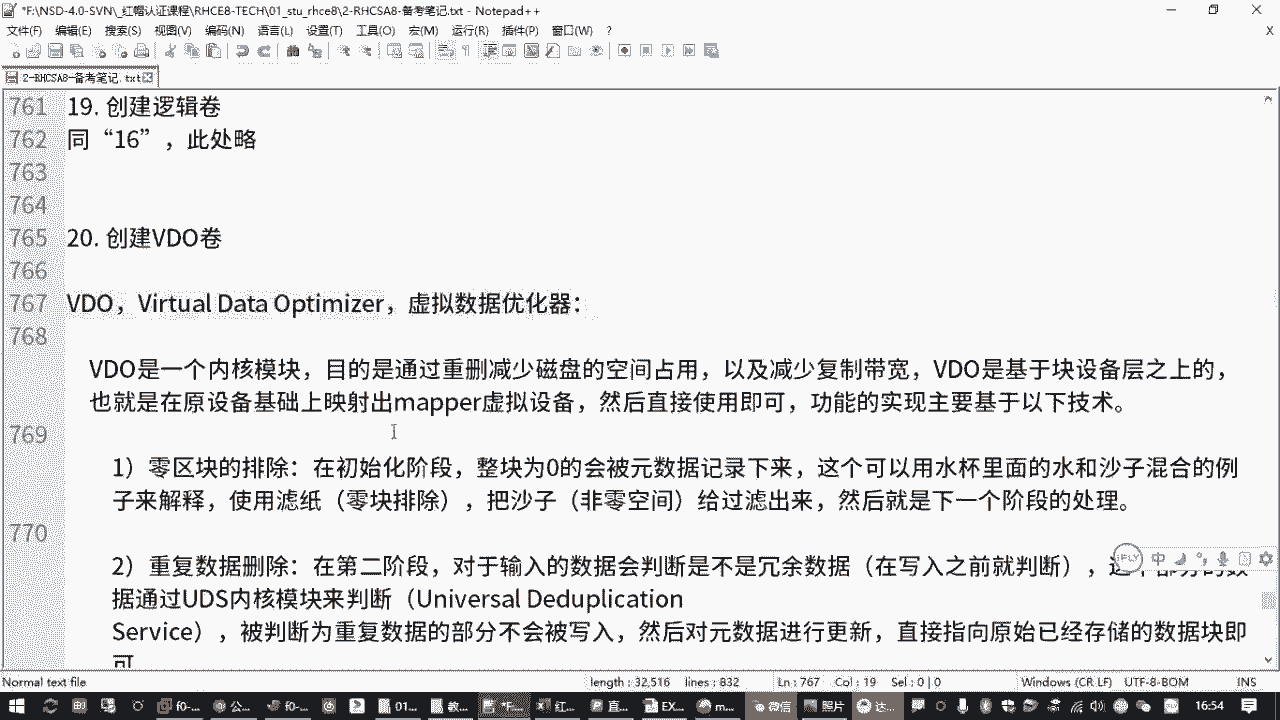 *F:\NSD-4.0-SVN\_红帽认证课程\RHCE8-TECH\01_stu_rhce8\2-RHCSA8-备考笔记.txt - Notepad++
文件(F) 编辑(E) 搜索(S) 视图(V) 编码(N) 语言(L) 设置(T) 工具(O) 宏(M) 运行(R) 插件(P) 窗口(W) ? X
2-RHCSA8-备考笔记.txt
761 19. 创建逻辑卷
762 同“16”，此处略
763
764
765 20. 创建VDO卷
766
767 VDO，Virtual Data Optimizer，虚拟数据优化器：
768
VDO是一个内核模块，目的是通过重删减少磁盘的空间占用，以及减少复制带宽，VDO是基于块设备层之上的，
也就是在原设备基础上映射出mapper虚拟设备，然后直接使用即可，功能的实现主要基于以下技术。
769
1）零区块的排除：在初始化阶段，整块为0的会被元数据记录下来，这个可以用水杯里面的水和沙子混合的例
子来解释，使用滤纸（零块排除），把沙子（非零空间）给过滤出来，然后就是下一个阶段的处理。
770
2）重复数据删除：在第二阶段，对于输入的数据会判断是不是冗余数据（在写入之前就判断），这个部分的数
据通过UDS内核模块来判断（Universal Deduplication
Service），被判断为重复数据的部分不会被写入，然后对元数据进行更新，直接指向原始已经存储的数据块即
可
iFLY 中
Normal text file length : 32,516 lines : 832 Ln : 767 Col : 19 Sel : 0 | 0 Windows (CR LF) UTF-8-BOM INS
f0-... 公... f0-... 01... 教... *F... 红... 直... EX... m... 微信 照片 达... 16:54